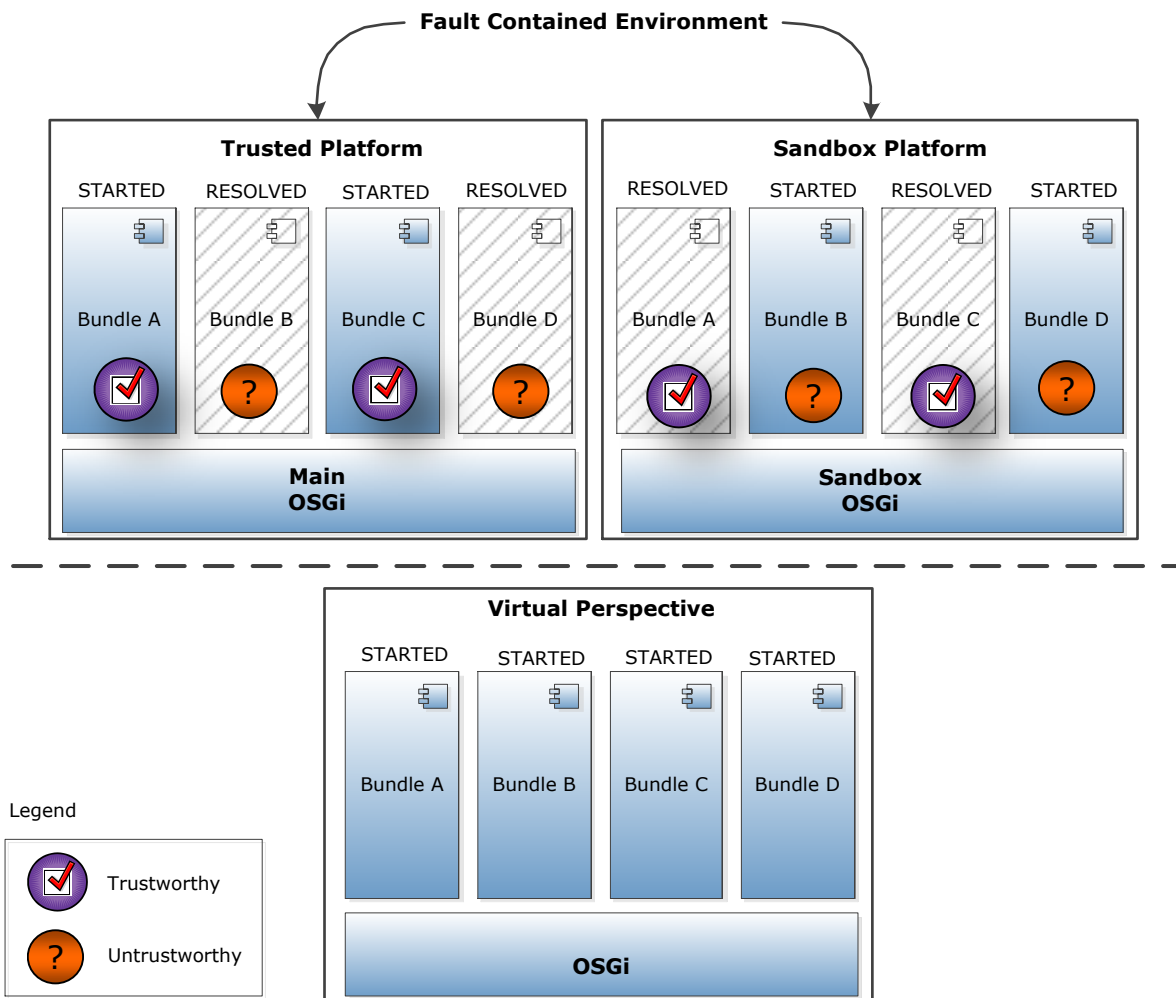 Fault Contained Environment
Trusted Platform
STARTED
RESOLVED
STARTED
RESOLVED
Bundle A
Bundle B
Bundle C
Bundle D
?
?
Main
OSGi
Sandbox Platform
RESOLVED
STARTED
RESOLVED
STARTED
Bundle A
Bundle B
Bundle C
Bundle D
?
?
Sandbox
OSGi
Virtual Perspective
STARTED
STARTED
STARTED
STARTED
Bundle A
Bundle B
Bundle C
Bundle D
OSGi
Legend
Trustworthy
? Untrustworthy